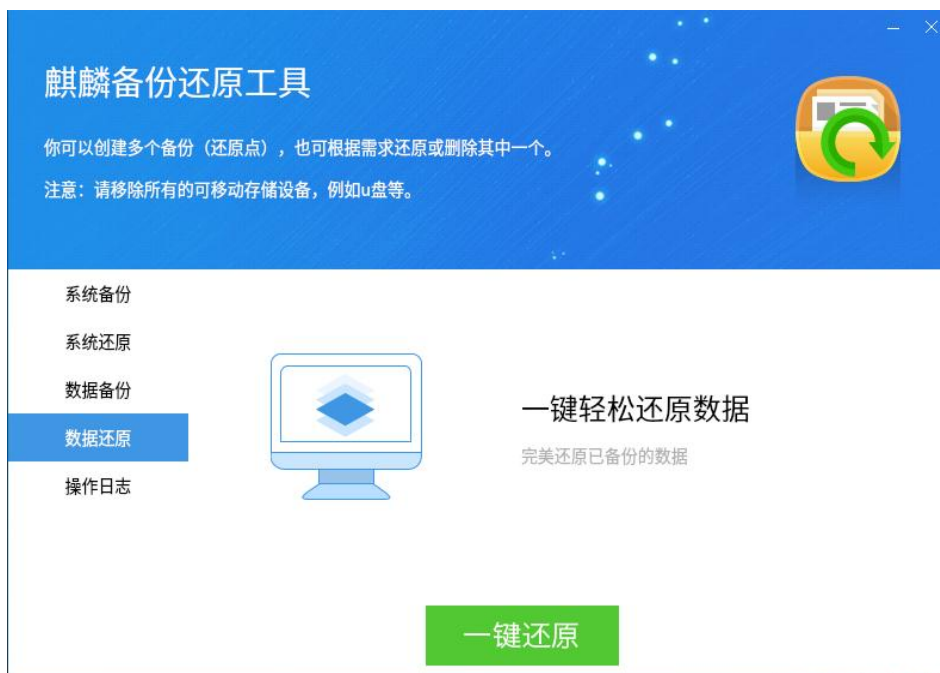 麒麟备份还原工具
你可以创建多个备份（还原点），也可根据需求还原或删除其中一个。
注意：请移除所有的可移动存储设备，例如u盘等。
系统备份
系统还原
数据备份
数据还原
操作日志
一键轻松还原数据
完美还原已备份的数据
一键还原